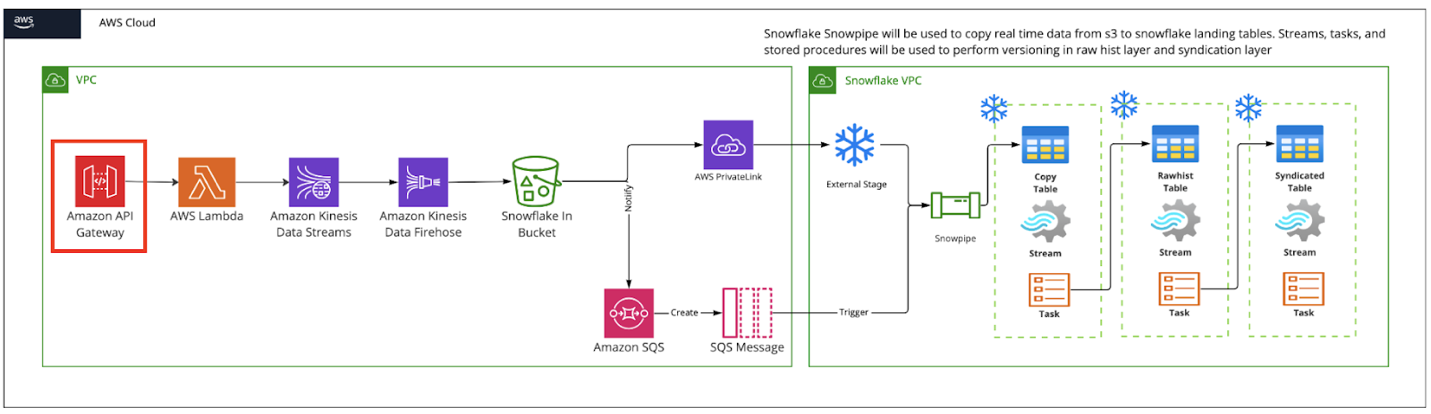 aws
AWS Cloud
Snowflake Snowpipe will be used to copy real time data from s3 to snowflake landing tables. Streams, tasks, and
stored procedures will be used to perform versioning in raw hist layer and syndication layer
VPC
Snowflake VPC
Amazon API
Gateway
AWS Lambda
Amazon Kinesis
Data Streams
Amazon Kinesis
Data Firehose
Snowflake In
Bucket
Notify
AWS PrivateLink
External Stage
Snowpipe
Copy
Table
Stream
Task
Rawhist
Table
Stream
Task
Syndicated
Table
Stream
Task
Amazon SQS
Create
SQS Message
Trigger